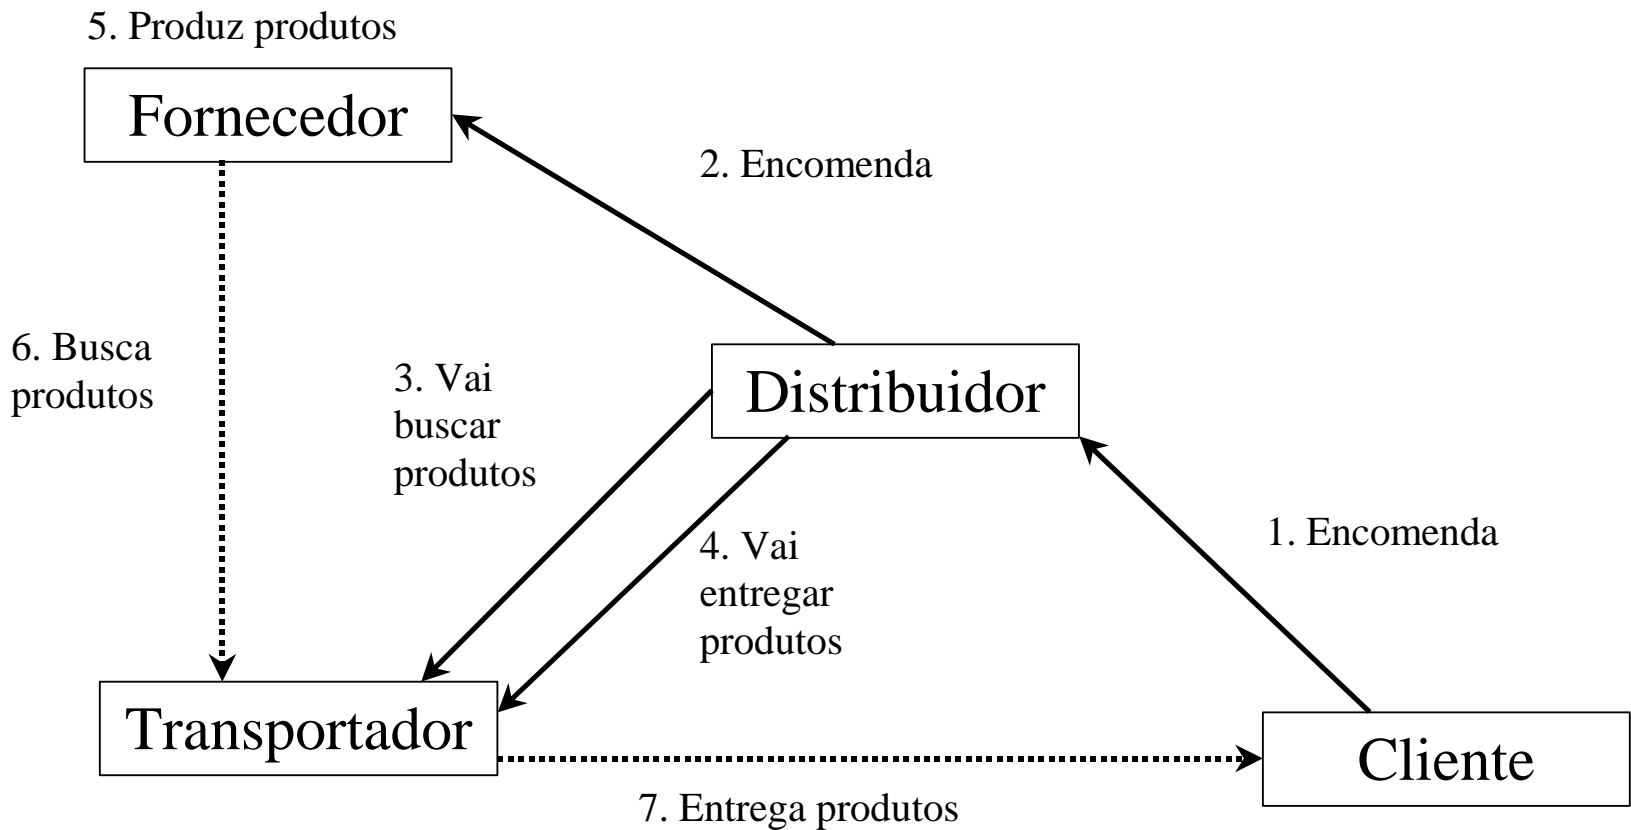 5. Produz produtos
Fornecedor
2. Encomenda
6. Busca
produtos
3. Vai
buscar
produtos
Distribuidor
4. Vai
entregar
produtos
1. Encomenda
Transportador
Cliente
7. Entrega produtos